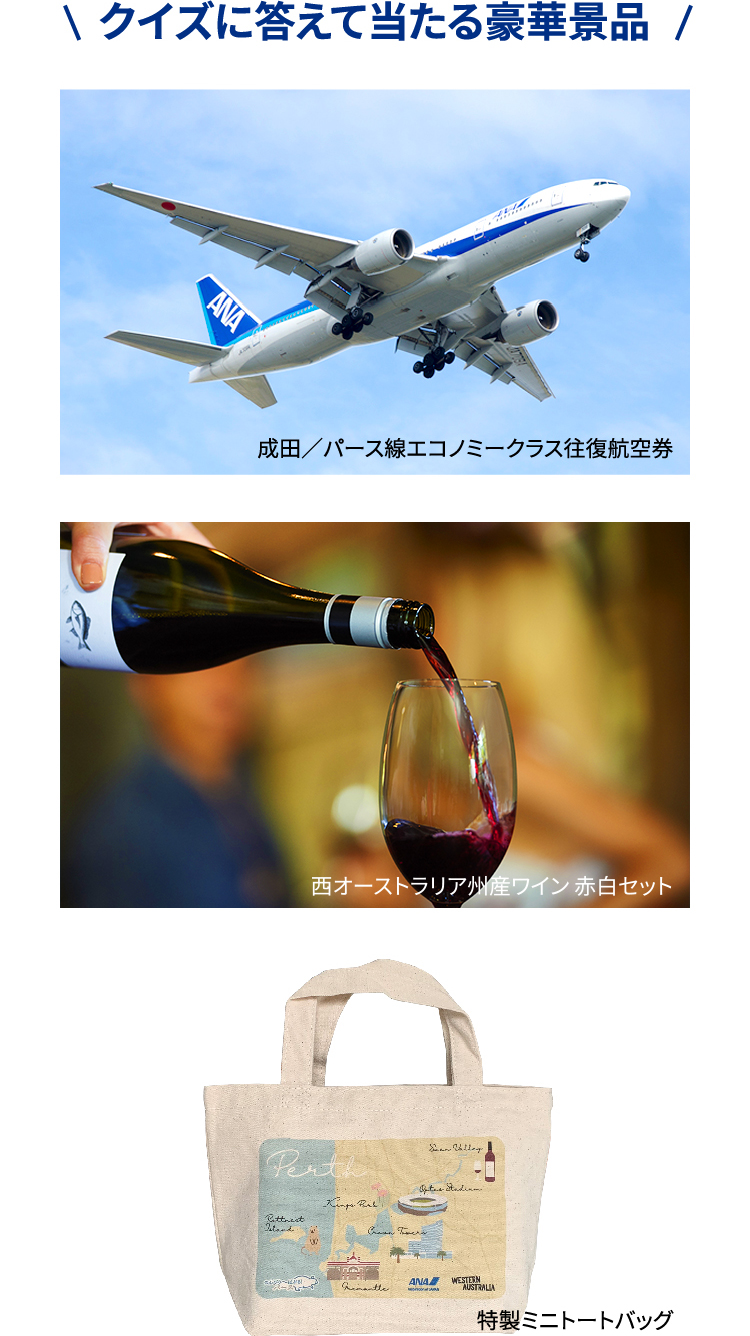 \ クイズに答えて当たる豪華景品 /
ANA
ANA
成田／パース線エコノミークラス往復航空券
西オーストラリア州産ワイン 赤白セット
Perth
Swan Valley
Optus Stadium
Kings Park
Rottnest
Island
Crown Towers
Fremantle
ANA
WESTERN
AUSTRALIA
特製ミニトートバッグ